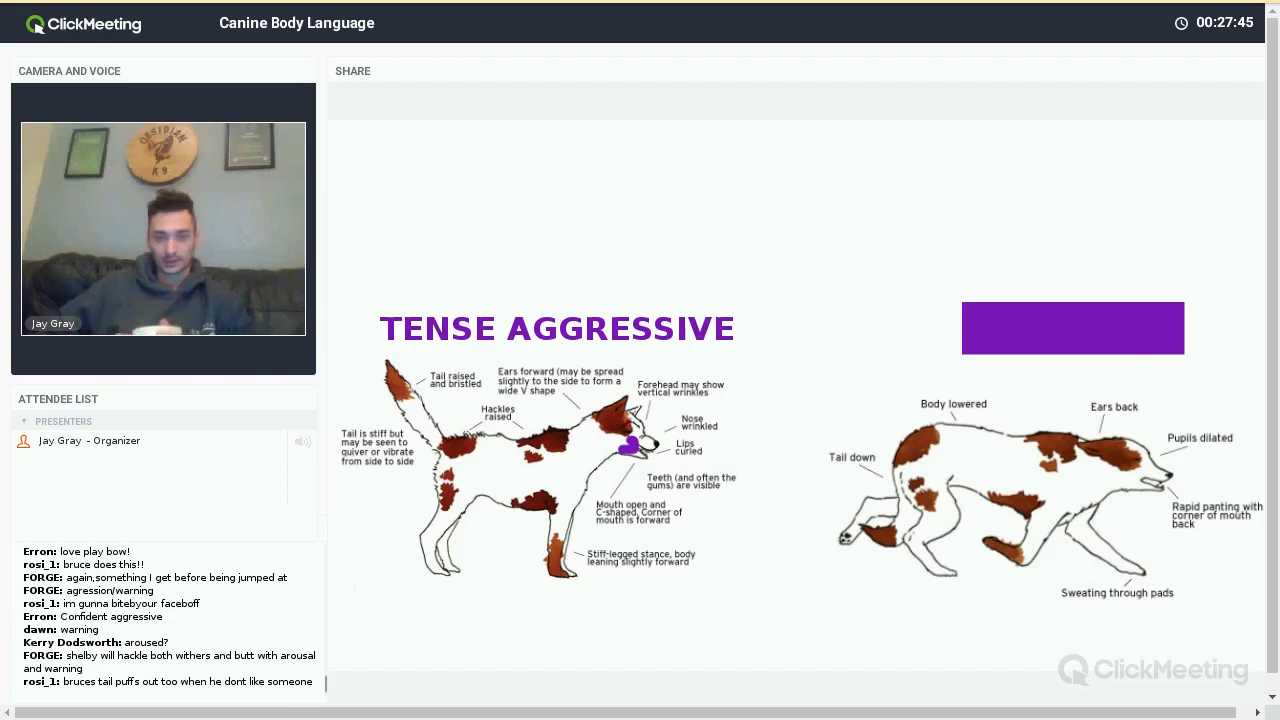 ClickMeeting
Canine Body Language
00:27:45
CAMERA AND VOICE
SHARE
OBSIDIAN
K9
Jay Gray
ATTENDEE LIST
PRESENTERS
Jay Gray - Organizer
Erron: love play bow!
rosi_1: bruce does this!!
FORGE: again,something I get before being jumped at
FORGE: agression/warning
rosi_1: im gunna bitebyour faceboff
Erron: Confident aggressive
dawn: warning
Kerry Dodsworth: aroused?
FORGE: shelby will hackle both withers and butt with arousal
and warning
rosi_1: bruces tail puffs out too when he dont like someone
TENSE AGGRESSIVE
Tail raised
and bristled
Ears forward (may be spread
slightly to the side to form a
wide V shape
Forehead may show
vertical wrinkles
Hackles
raised
Nose
wrinkled
Tail is stiff but
may be seen to
quiver or vibrate
from side to side
Lips
curled
Teeth (and often the
gums) are visible
Mouth open and
C-shaped, Corner of
mouth is forward
Stiff-legged stance, body
leaning slightly forward
Body lowered
Ears back
Pupils dilated
Tail down
Rapid panting with
corner of mouth
back
Sweating through pads
ClickMeeting